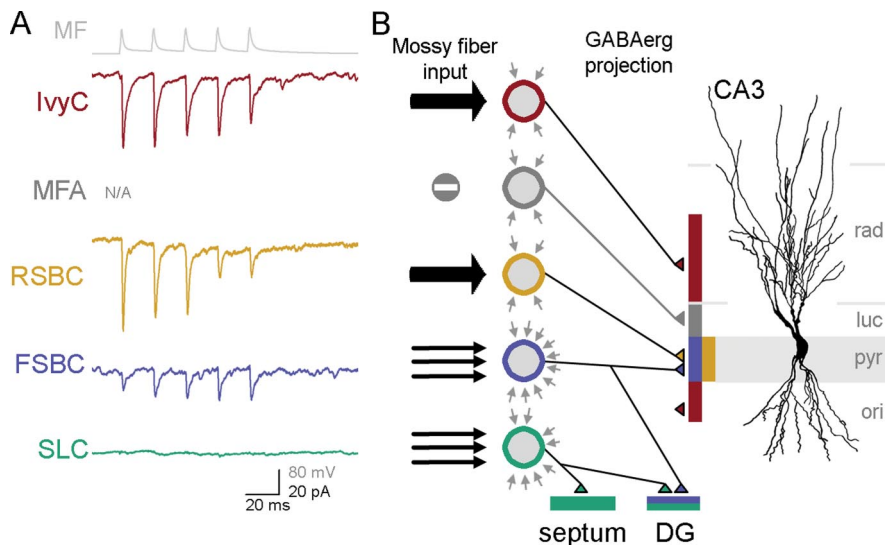 A
MF
IvyC
MFA
N/A
RSBC
FSBC
SLC
80 mV
20 pA
20 ms
B
Mossy fiber
input
GABAerg
projection
CA3
rad
luc
pyr
ori
septum
DG